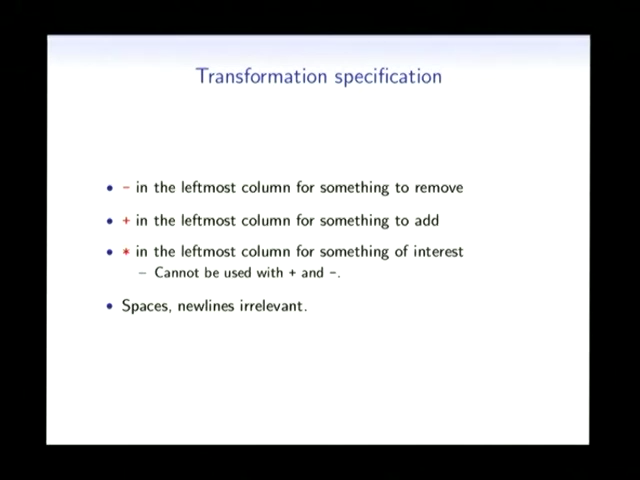 Transformation specification
• - in the leftmost column for something to remove
• + in the leftmost column for something to add
• * in the leftmost column for something of interest
– Cannot be used with + and -.
• Spaces, newlines irrelevant.